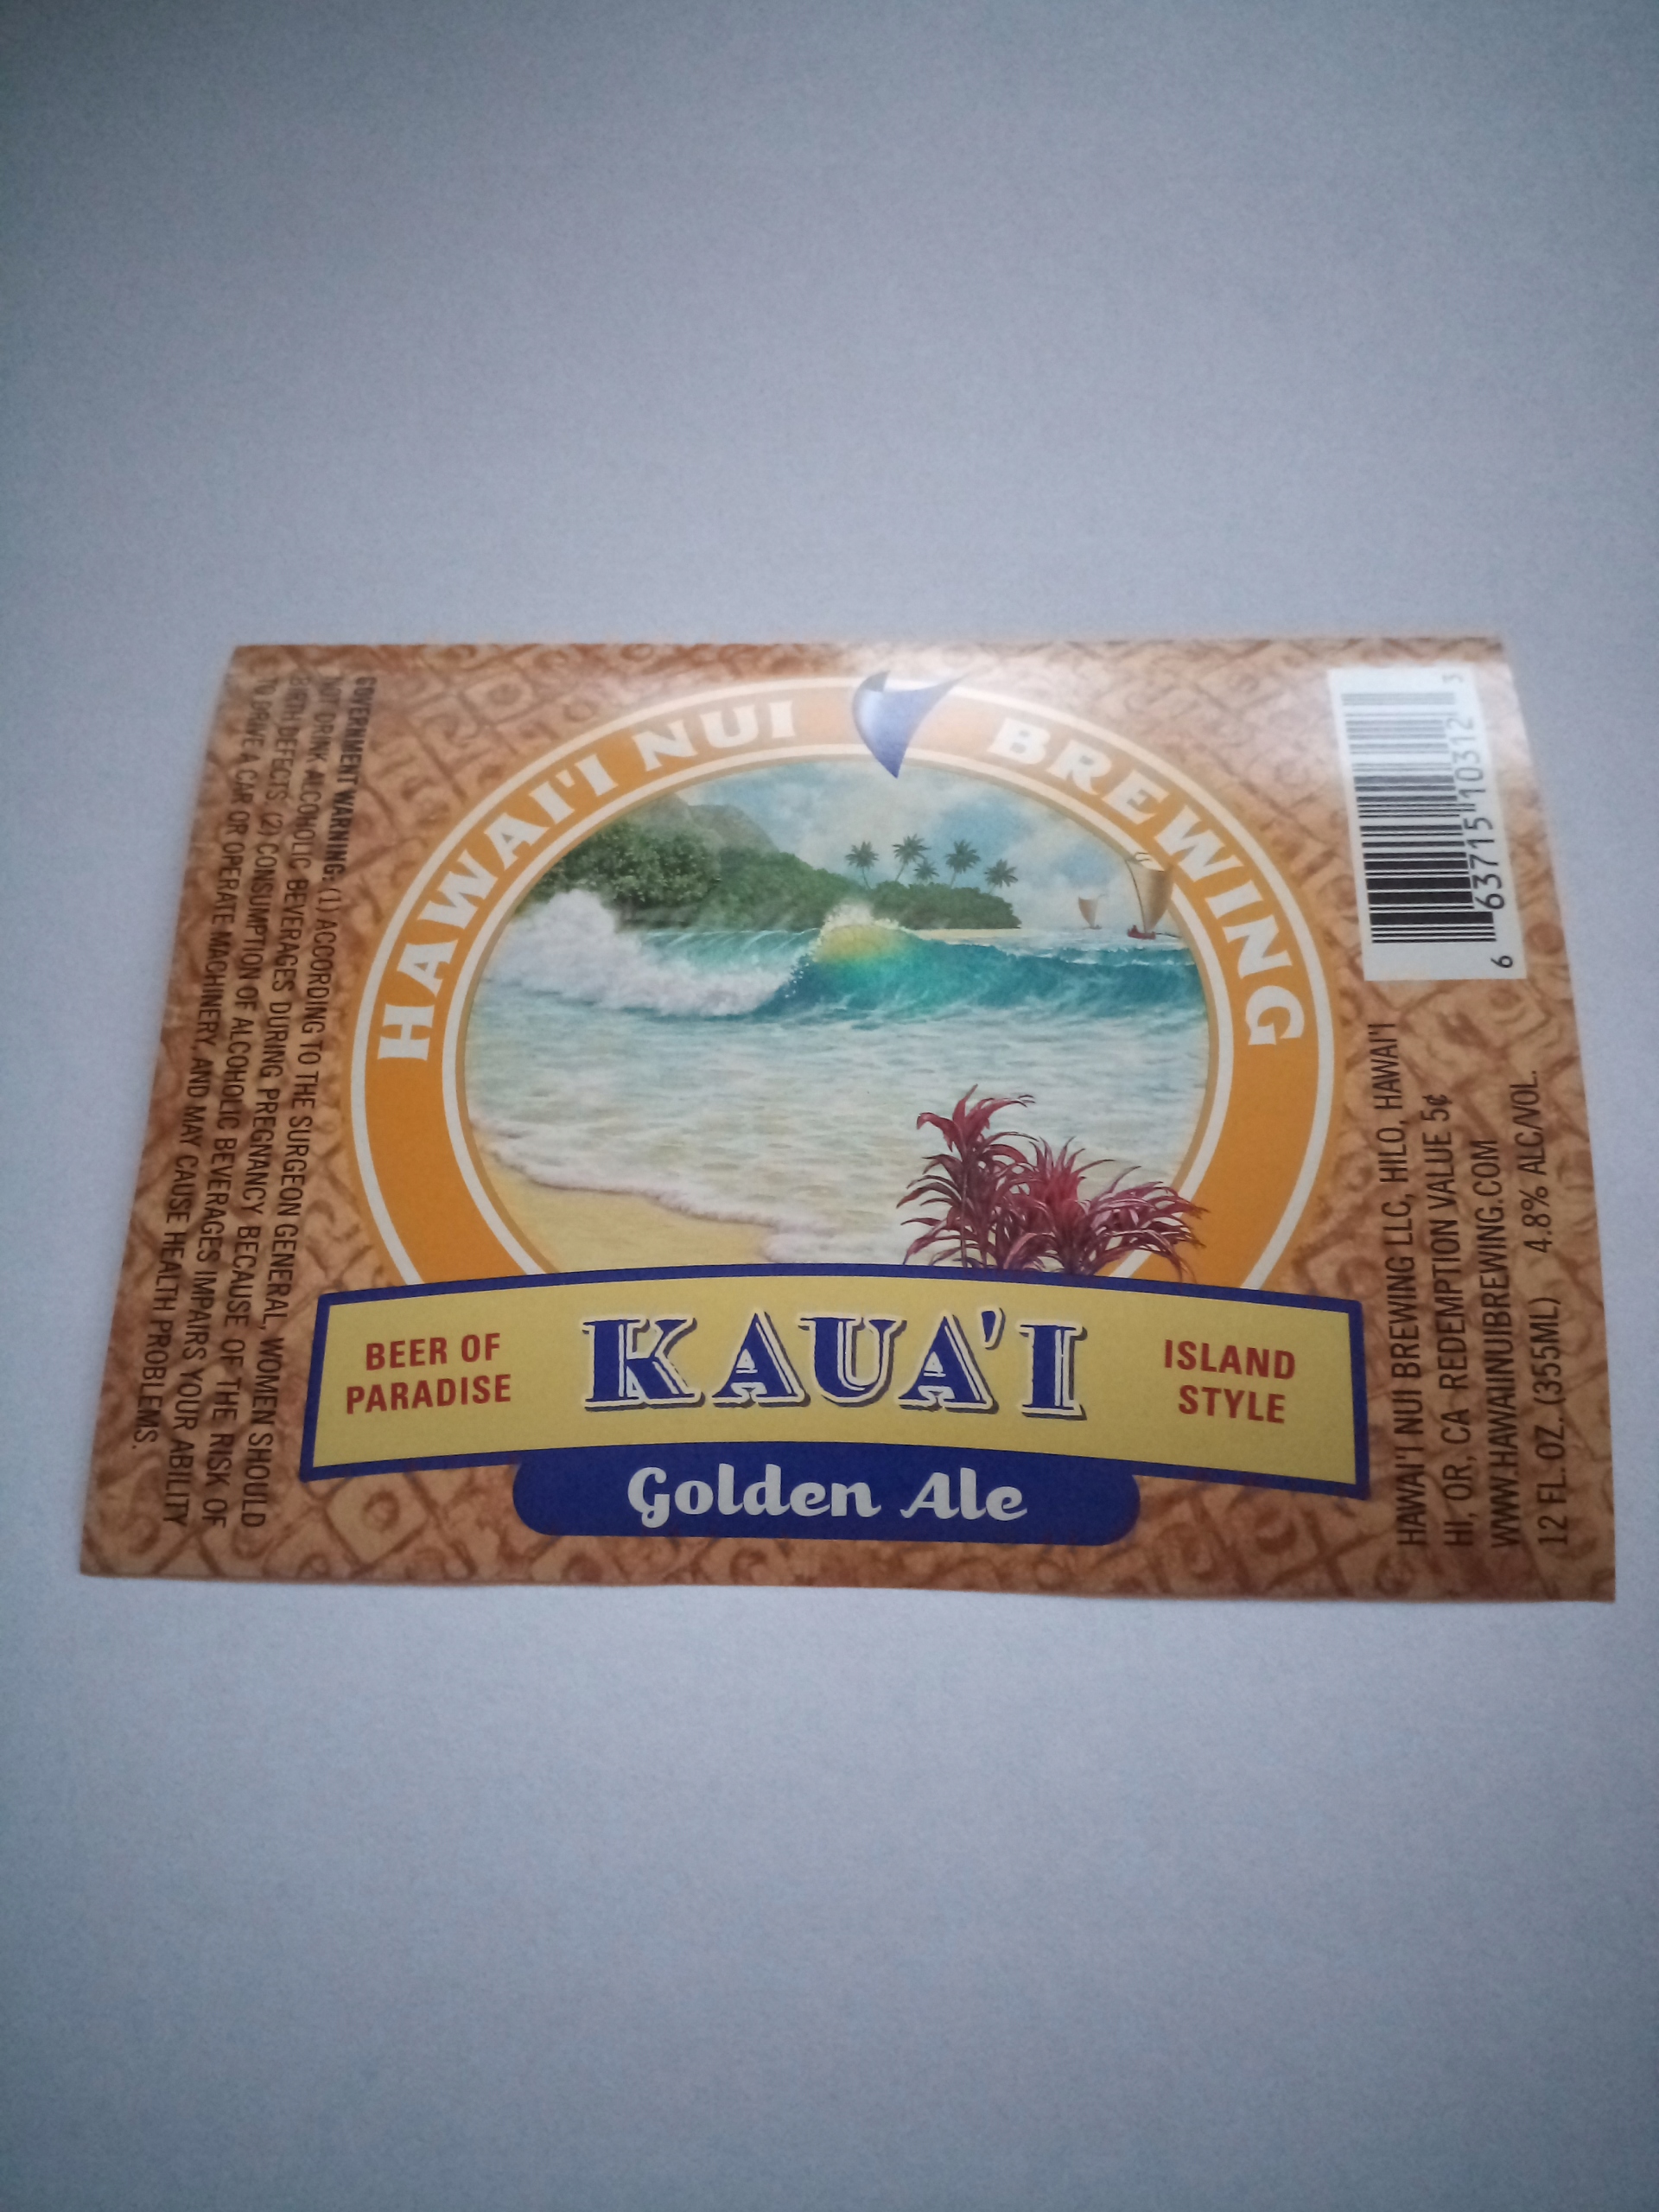 GOVERNMENT WARNING: (1) ACCORDING TO THE SURGEON GENERAL, WOMEN SHOULD
NOT DRINK ALCOHOLIC BEVERAGES DURING PREGNANCY BECAUSE OF THE RISK OF
BIRTH DEFECTS. (2) CONSUMPTION OF ALCOHOLIC BEVERAGES IMPAIRS YOUR ABILITY
TO DRIVE A CAR OR OPERATE MACHINERY, AND MAY CAUSE HEALTH PROBLEMS.
HAWAI'I NUI BREWING
BEER OF
PARADISE
KAUA'I
ISLAND
STYLE
Golden Ale
6 63715 10312 3
HAWAI'I NUI BREWING LLC, HILO, HAWAI'I
HI, OR, CA REDEMPTION VALUE 5¢
WWW.HAWAIINUIBREWING.COM
12 FL. OZ. (355ML) 4.8% ALC/VOL.